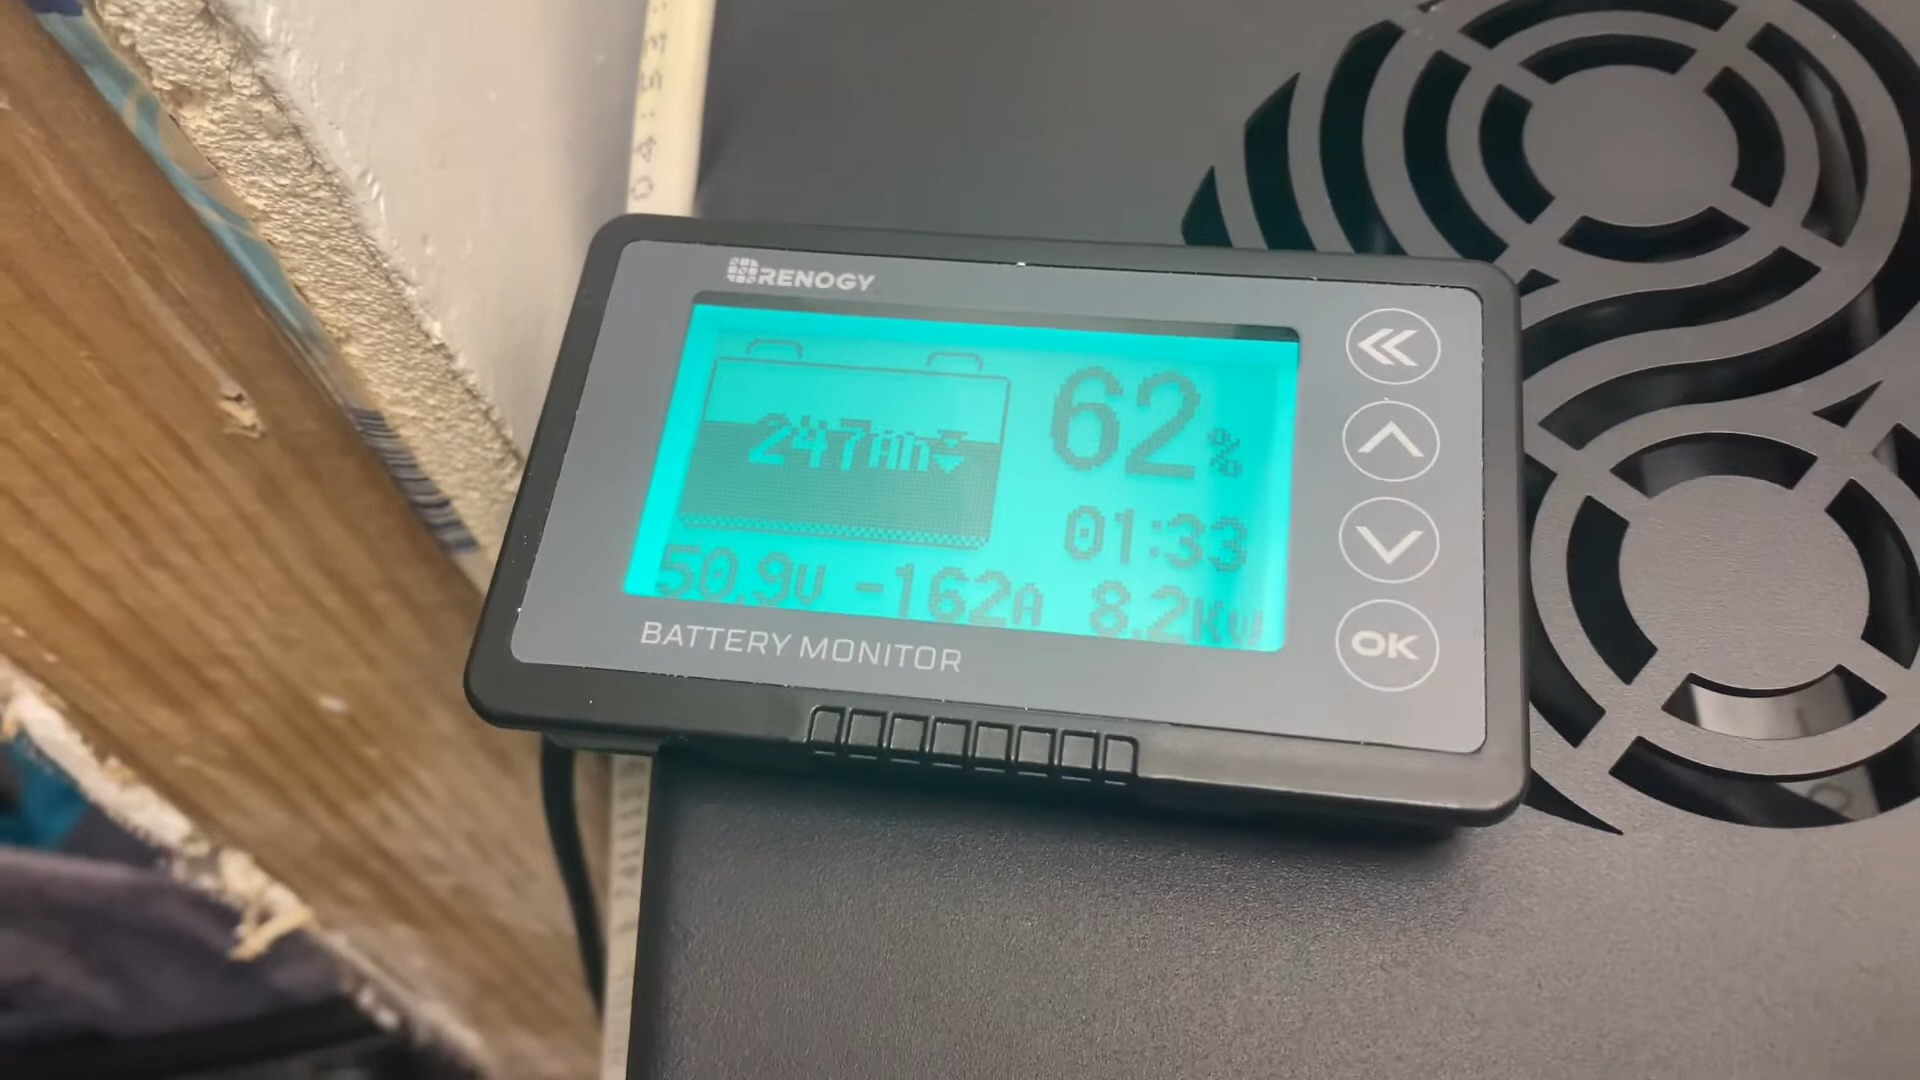 RENOGY
247Ah
62%
01:33
50.9V -162A 8.2KW
BATTERY MONITOR
OK